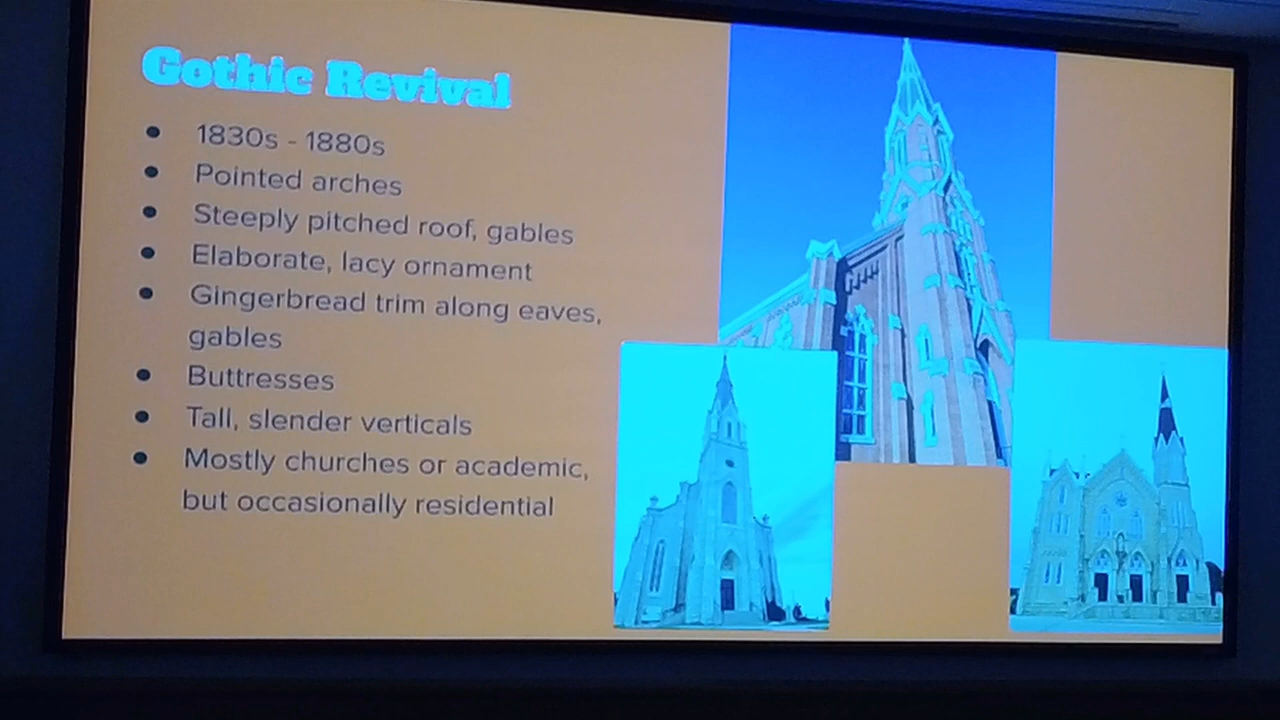 Gothic Revival
● 1830s - 1880s
● Pointed arches
● Steeply pitched roof, gables
● Elaborate, lacy ornament
● Gingerbread trim along eaves,
gables
● Buttresses
● Tall, slender verticals
● Mostly churches or academic,
but occasionally residential